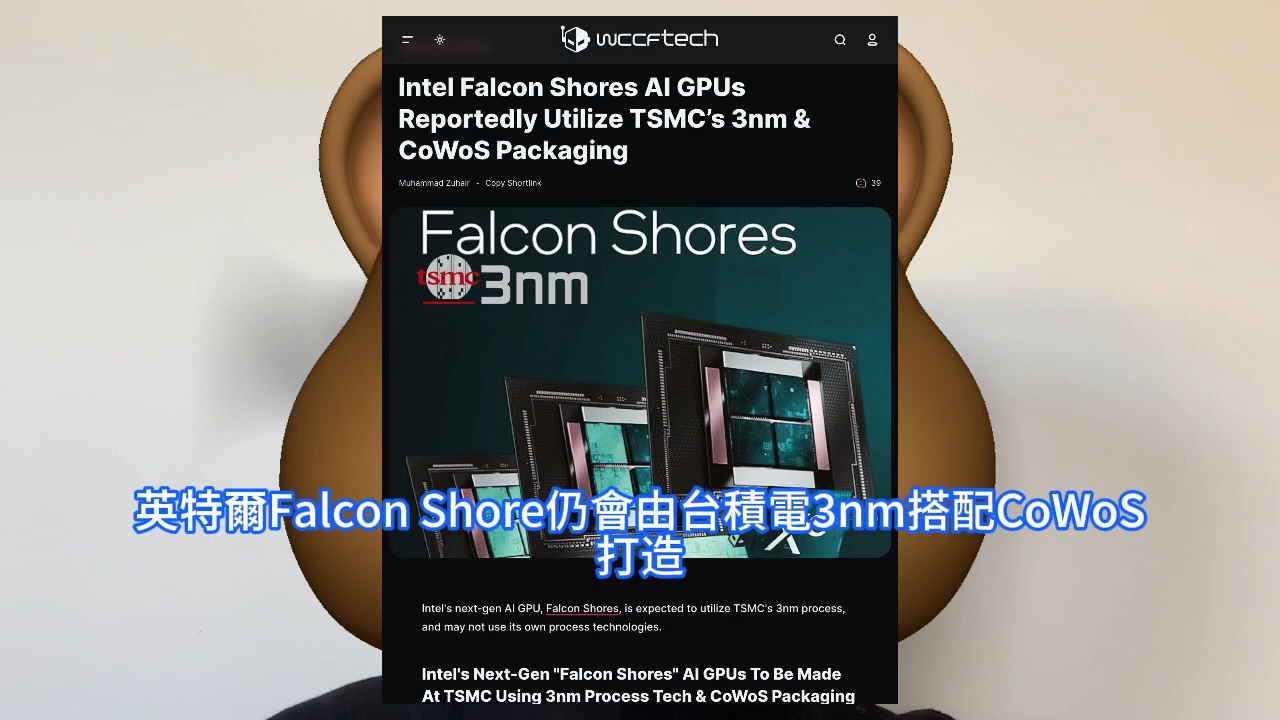 wccftech
Intel Falcon Shores AI GPUs
Reportedly Utilize TSMC’s 3nm &
CoWoS Packaging
Muhammad Zuhair • Copy Shortlink
39
Falcon Shores
tsmc 3nm
英特爾Falcon Shore仍會由台積電3nm搭配CoWoS
打造
Intel's next-gen AI GPU, Falcon Shores, is expected to utilize TSMC's 3nm process,
and may not use its own process technologies.
Intel's Next-Gen "Falcon Shores" AI GPUs To Be Made
At TSMC Using 3nm Process Tech & CoWoS Packaging